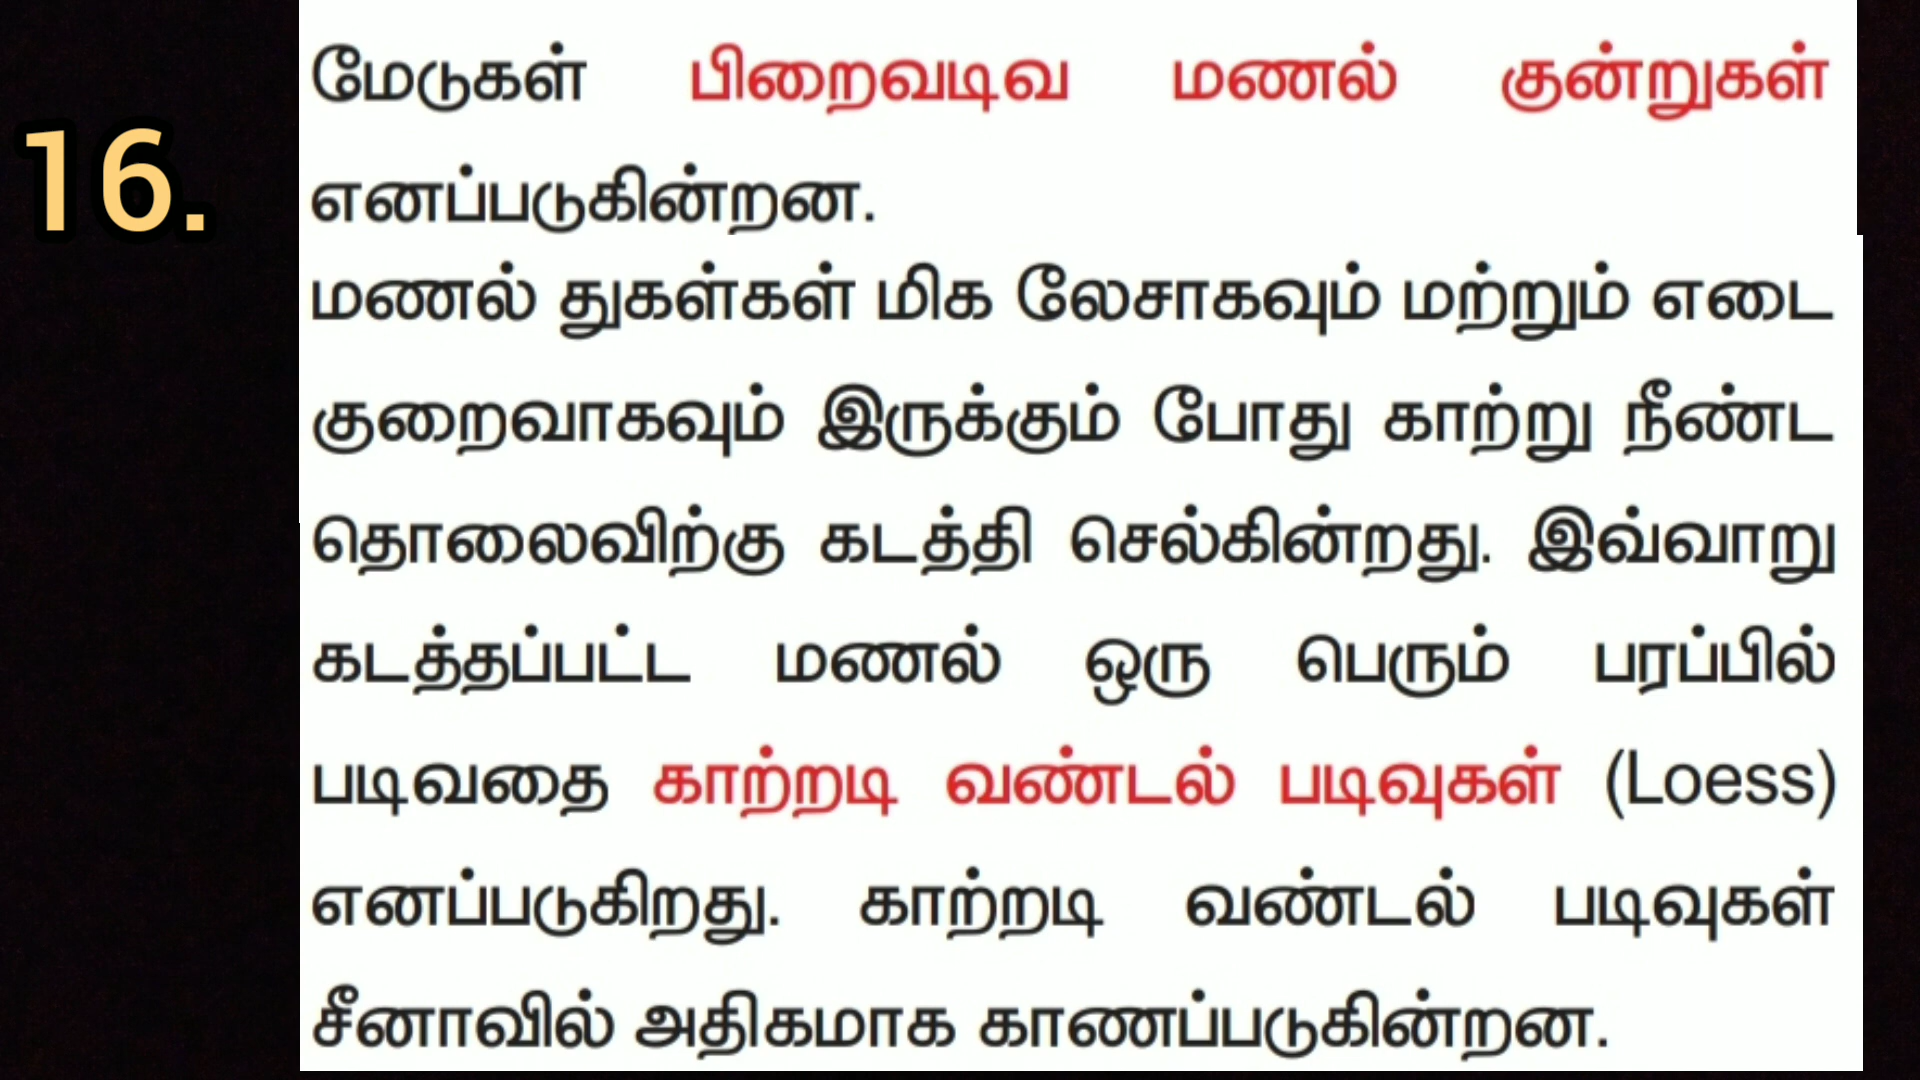 16.
மேடுகள் பிறைவடிவ மணல் குன்றுகள்
எனப்படுகின்றன.
மணல் துகள்கள் மிக லேசாகவும் மற்றும் எடை
குறைவாகவும் இருக்கும் போது காற்று நீண்ட
தொலைவிற்கு கடத்தி செல்கின்றது. இவ்வாறு
கடத்தப்பட்ட மணல் ஒரு பெரும் பரப்பில்
படிவதை காற்றடி வண்டல் படிவுகள் (Loess)
எனப்படுகிறது. காற்றடி வண்டல் படிவுகள்
சீனாவில் அதிகமாக காணப்படுகின்றன.